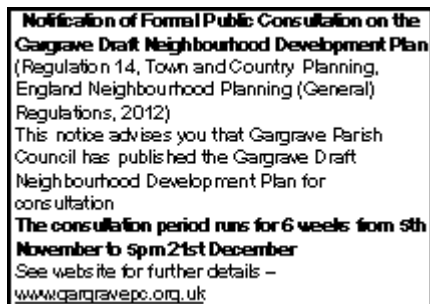 Notification of Formal Public Consultation on the
Gargrave Draft Neighbourhood Development Plan
(Regulation 14, Town and Country Planning,
England Neighbourhood Planning (General)
Regulations, 2012)
This notice advises you that Gargrave Parish
Council has published the Gargrave Draft
Neighbourhood Development Plan for
consultation
The consultation period runs for 6 weeks from 5th
November to 5pm 21st December
See website for further details –
www.gargravepc.org.uk